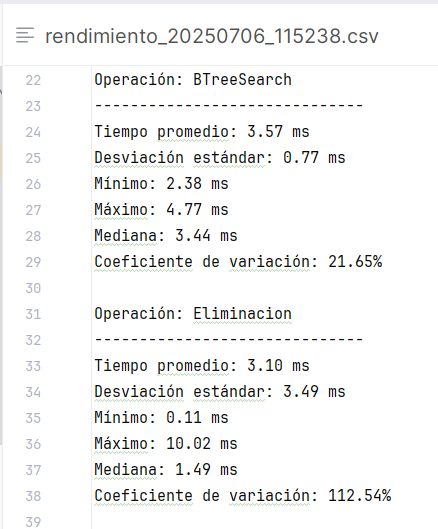 rendimiento_20250706_115238.csv
22 Operación: BTreeSearch
23 ------------------------------
24 Tiempo promedio: 3.57 ms
25 Desviación estándar: 0.77 ms
26 Mínimo: 2.38 ms
27 Máximo: 4.77 ms
28 Mediana: 3.44 ms
29 Coeficiente de variación: 21.65%
30
31 Operación: Eliminacion
32 ------------------------------
33 Tiempo promedio: 3.10 ms
34 Desviación estándar: 3.49 ms
35 Mínimo: 0.11 ms
36 Máximo: 10.02 ms
37 Mediana: 1.49 ms
38 Coeficiente de variación: 112.54%
39